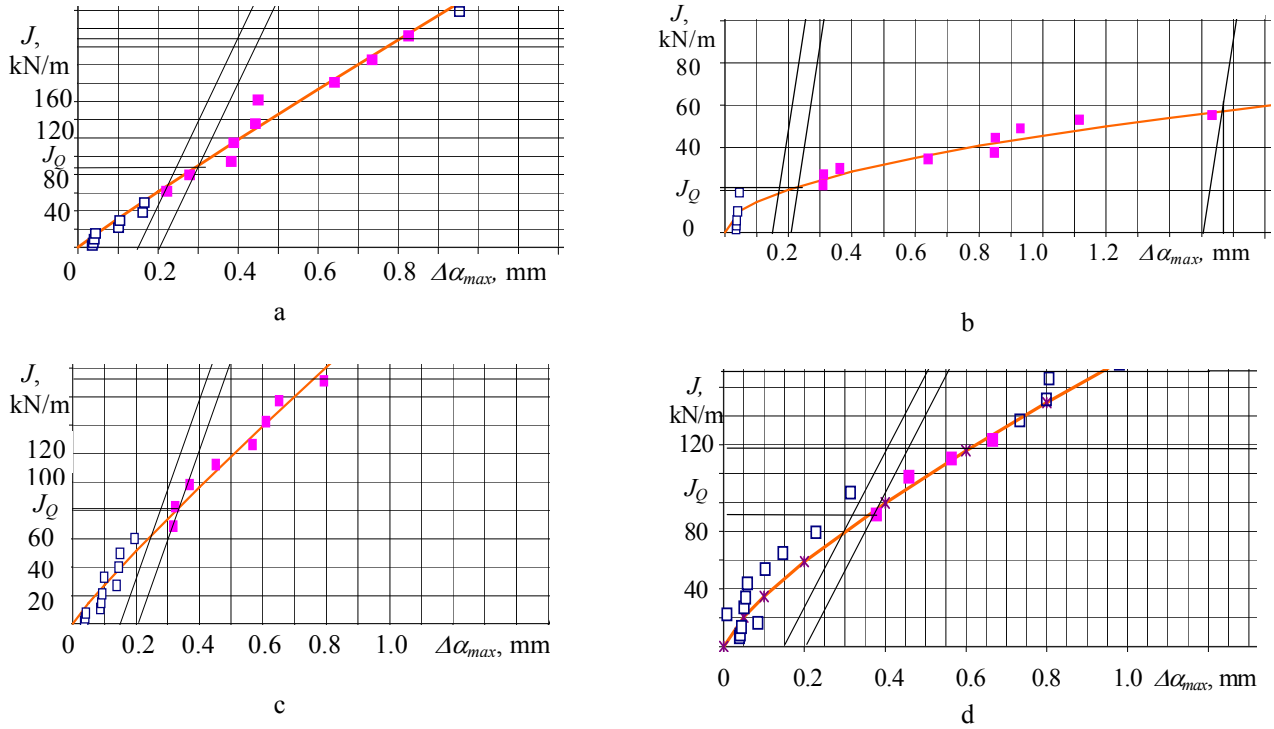 J,
kN/m
160
120
J_Q
80
40
0 0.2 0.4 0.6 0.8 Δα_max, mm
a
J,
kN/m
80
60
40
J_Q
0
0.2 0.4 0.6 0.8 1.0 1.2 Δα_max, mm
b
J,
kN/m
120
100
J_Q
60
40
20
0 0.2 0.4 0.6 0.8 1.0 Δα_max, mm
c
J,
kN/m
120
J_Q
80
40
0 0.2 0.4 0.6 0.8 1.0 Δα_max, mm
d